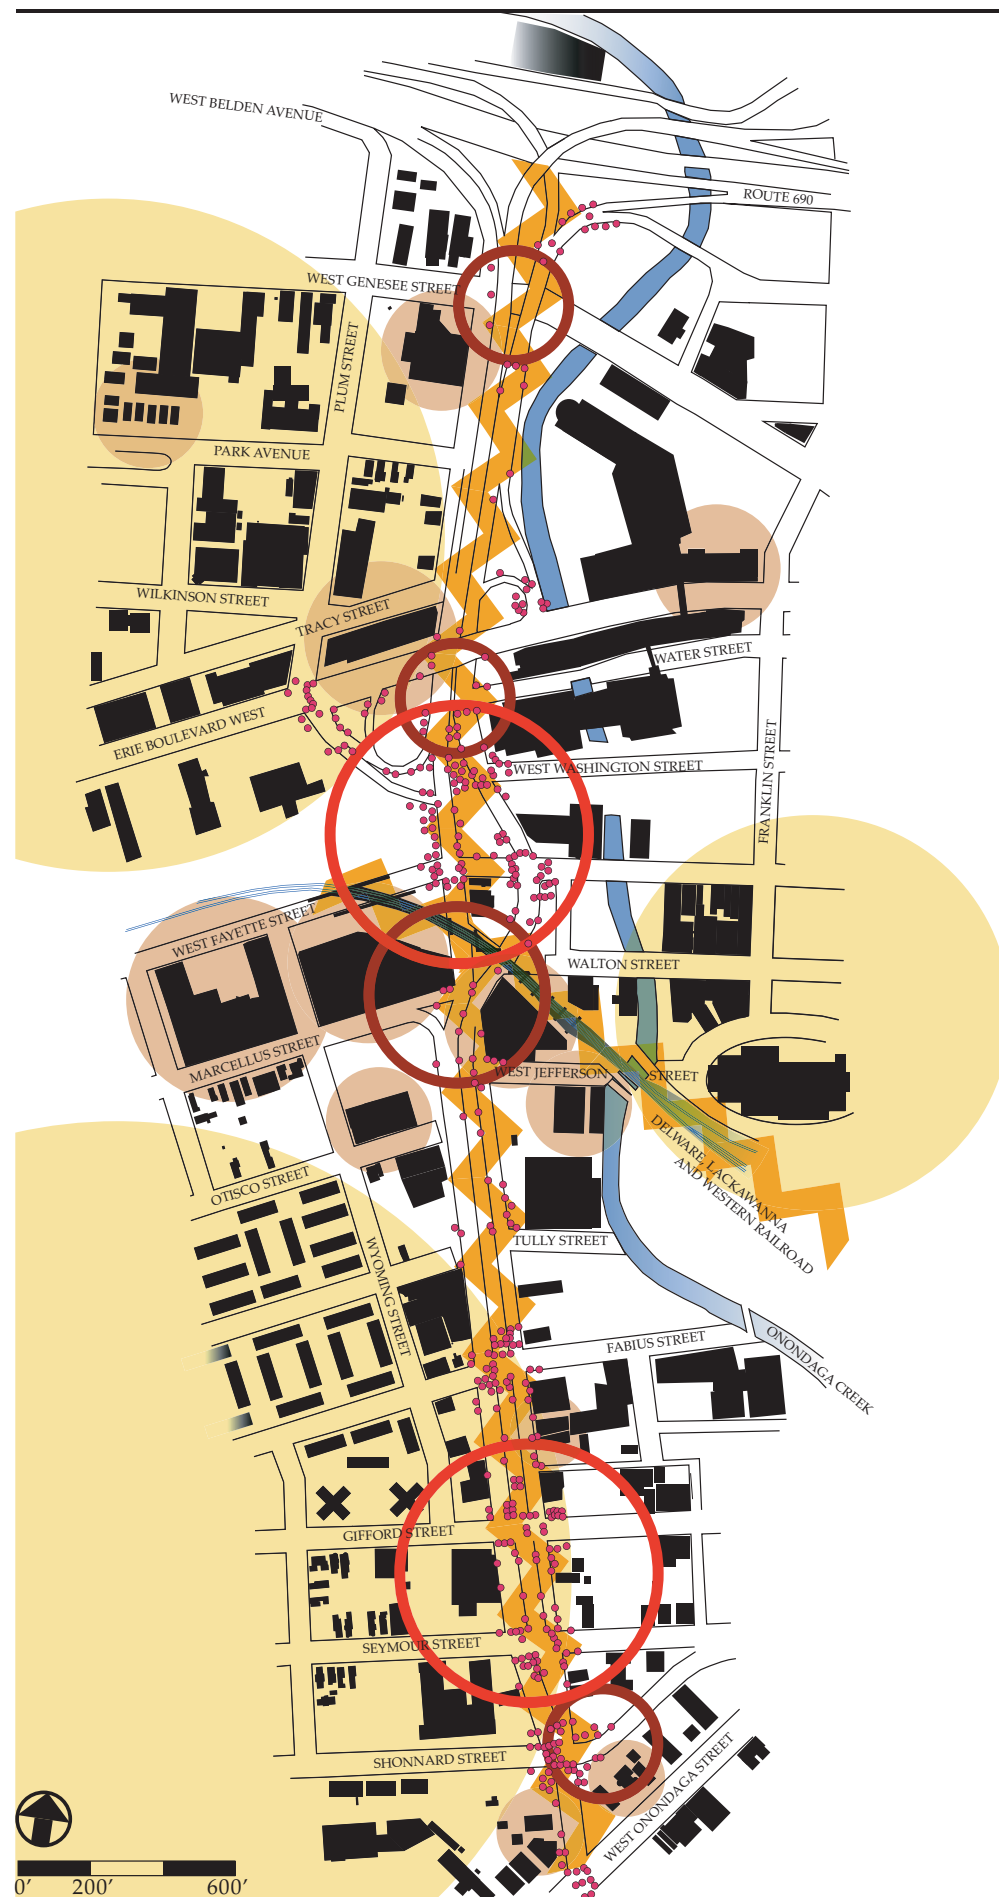 WEST BELDEN AVENUE
ROUTE 690
WEST GENESEE STREET
PLUM STREET
PARK AVENUE
WILKINSON STREET
TRACY STREET
WATER STREET
ERIE BOULEVARD WEST
FRANKLIN STREET
WEST WASHINGTON STREET
WEST FAYETTE STREET
WALTON STREET
MARCELLUS STREET
WEST JEFFERSON STREET
DELWARE, LACKAWANNA
AND WESTERN RAILROAD
OTISCO STREET
WYOMING STREET
TULLY STREET
FABIUS STREET
ONONDAGA CREEK
GIFFORD STREET
SEYMOUR STREET
SHONNARD STREET
WEST ONONDAGA STREET
0′ 200′ 600′